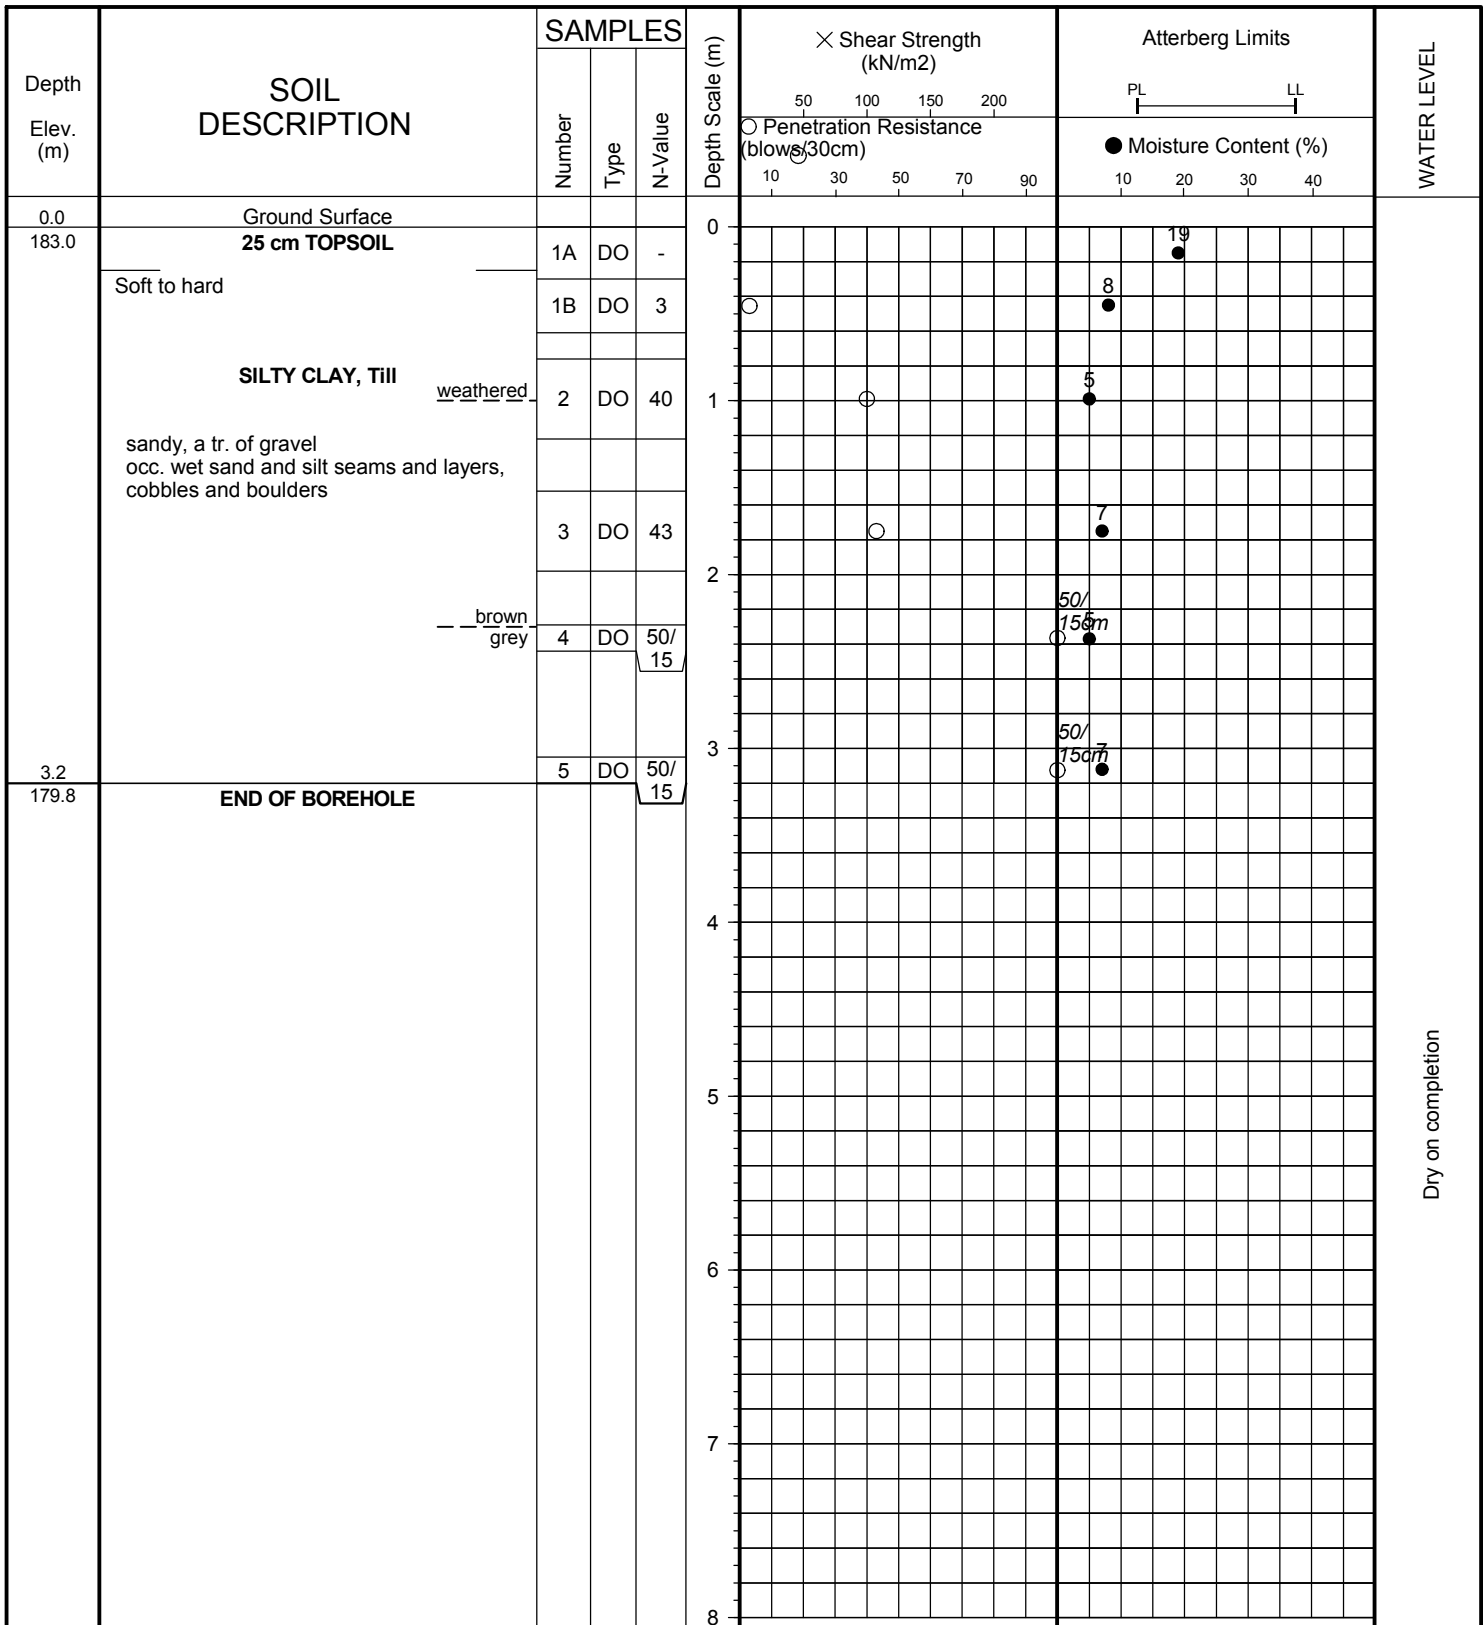 Depth
Elev.
(m)
SOIL
DESCRIPTION
SAMPLES
Number
Type
N-Value
Depth Scale (m)
× Shear Strength
(kN/m2)
50 100 150 200
Penetration Resistance
(blows/30cm)
10 30 50 70 90
Atterberg Limits
PL LL
Moisture Content (%)
10 20 30 40
WATER LEVEL
0.0 Ground Surface
0
183.0 25 cm TOPSOIL
1A DO -
19
Soft to hard
1B DO 3
8
SILTY CLAY, Till
weathered
2 DO 40
1
5
sandy, a tr. of gravel
occ. wet sand and silt seams and layers,
cobbles and boulders
3 DO 43
7
2
brown
grey
4 DO 50/
15
50/
15cm
5
3
3.2
5 DO 50/
15
50/
15cm
7
179.8 END OF BOREHOLE
4
5
6
7
8
Dry on completion